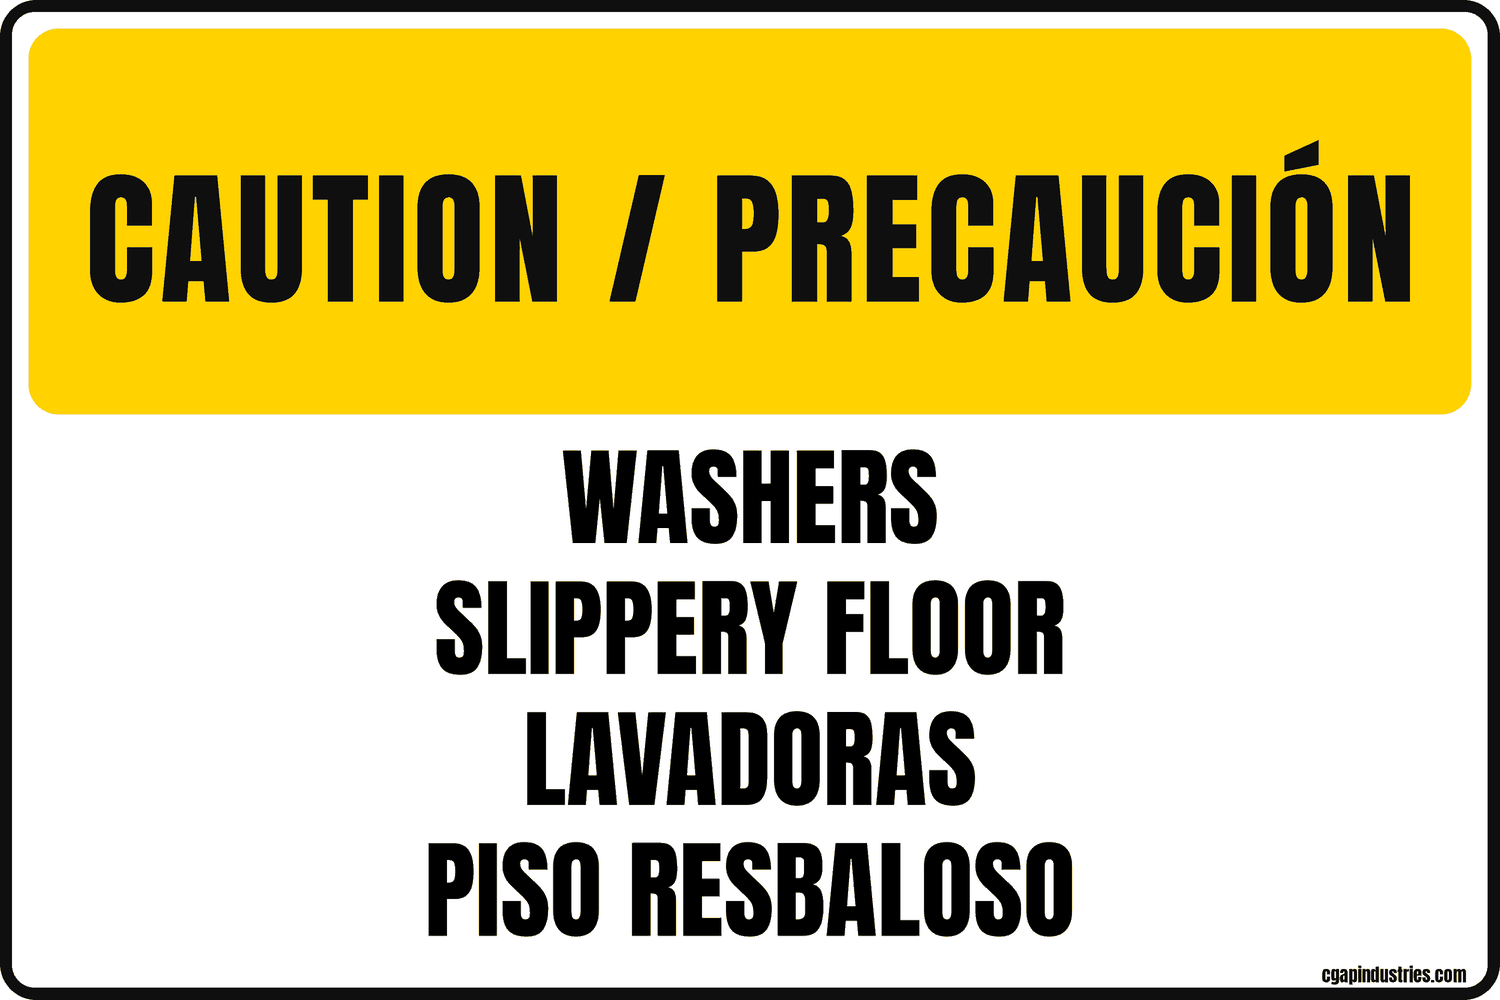 CAUTION / PRECAUCIÓN
WASHERS
SLIPPERY FLOOR
LAVADORAS
PISO RESBALOSO
cgapindustries.com